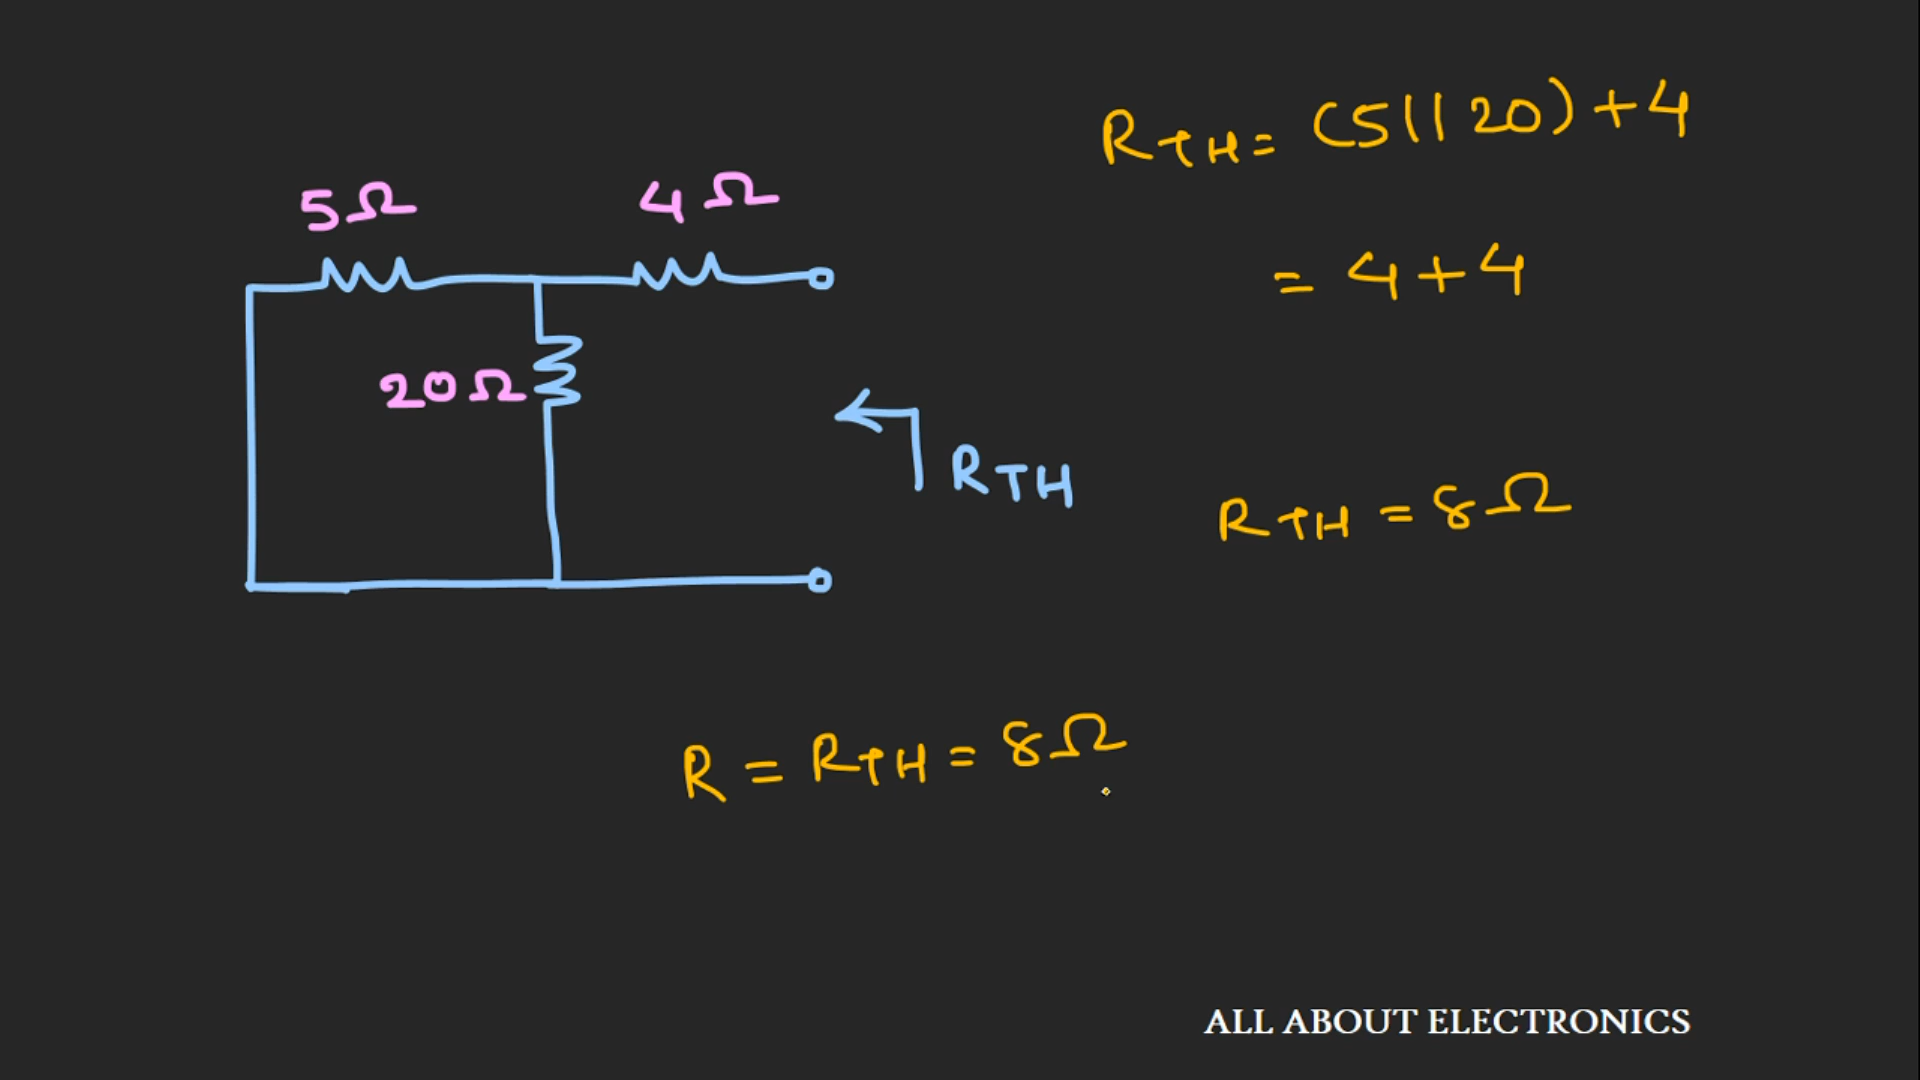 5Ω
4Ω
20Ω
RTH
RTH = (5||20)+4
= 4+4
RTH = 8Ω
R = RTH = 8Ω
ALL ABOUT ELECTRONICS